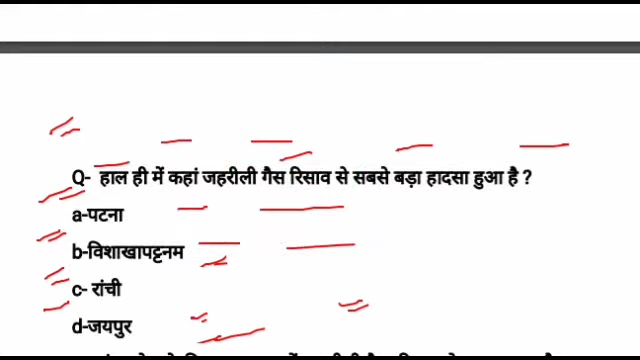 Q- हाल ही में कहां जहरीली गैस रिसाव से सबसे बड़ा हादसा हुआ है ?
a-पटना
b-विशाखापट्टनम
c- रांची
d-जयपुर